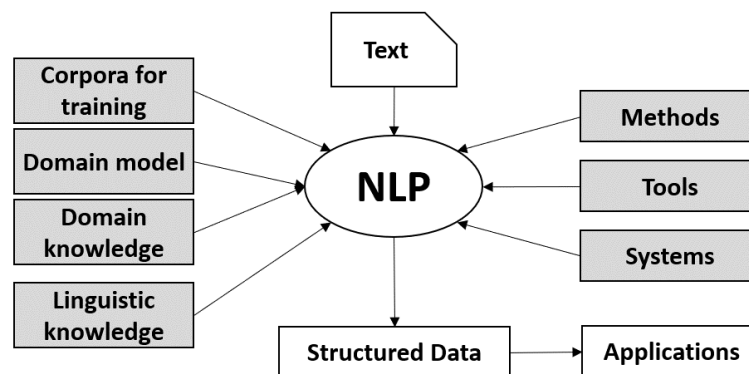 Text
Corpora for
training
Domain model
Domain
knowledge
Linguistic
knowledge
NLP
Methods
Tools
Systems
Structured Data
Applications